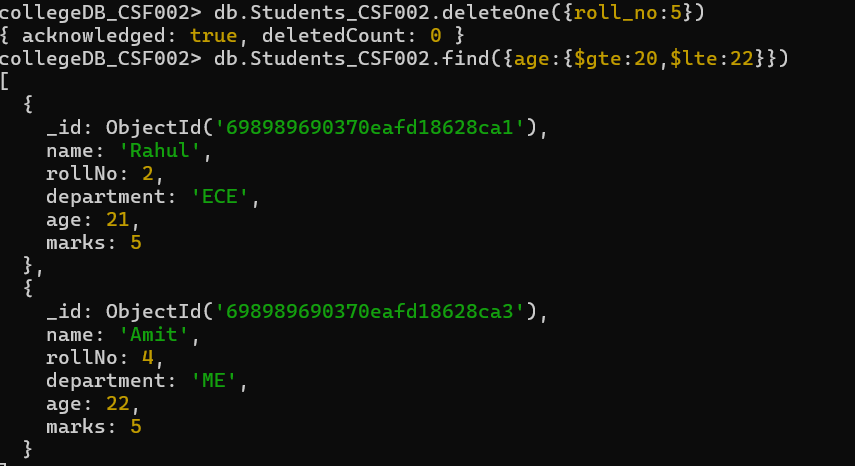 collegeDB_CSF002> db.Students_CSF002.deleteOne({roll_no:5})
{ acknowledged: true, deletedCount: 0 }
collegeDB_CSF002> db.Students_CSF002.find({age:{$gte:20,$lte:22}})
[
  {
    _id: ObjectId('698989690370eafd18628ca1'),
    name: 'Rahul',
    rollNo: 2,
    department: 'ECE',
    age: 21,
    marks: 5
  },
  {
    _id: ObjectId('698989690370eafd18628ca3'),
    name: 'Amit',
    rollNo: 4,
    department: 'ME',
    age: 22,
    marks: 5
  }
]